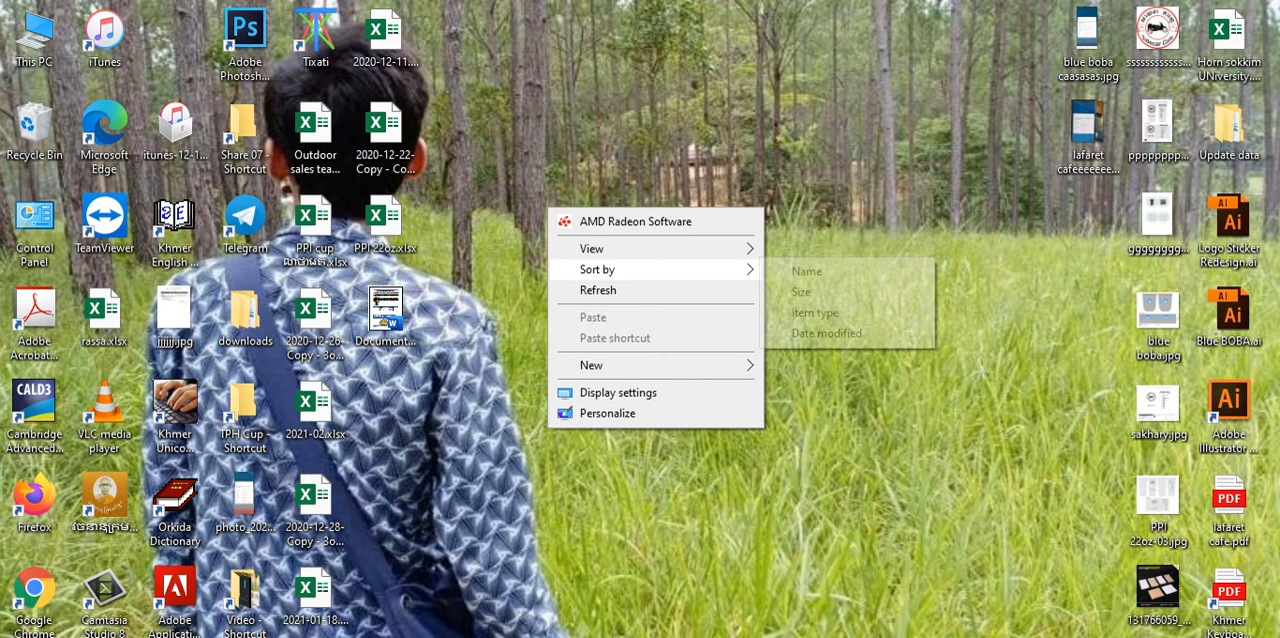 This PC
iTunes
Adobe
Photosh...
Tixati
2020-12-11....
blue boba
caasasas.jpg
sssssssssss...
Horn sokkim
UNiversity....
Recycle Bin
Microsoft
Edge
itunes-12-1...
Share 07 -
Shortcut
Outdoor
sales tea...
2020-12-22-
Copy - Co...
lafaret
cafeeeeeee...
pppppppp...
Update data
Control
Panel
TeamViewer
Khmer
English ...
Telegram
PPI cup
PPI 22oz.xlsx
gggggggg...
Logo Sticker
Redesign.ai
Adobe
Acrobat...
rassa.xlsx
jjjjjj.jpg
downloads
2020-12-26-
Copy - 3o...
Document...
blue
boba.jpg
Blue BOBA.ai
CALD3
Cambridge
Advanced...
VLC media
player
Khmer
Unico...
TPH Cup -
Shortcut
2021-02.xlsx
sakhary.jpg
Adobe
Illustrator ...
Firefox
Orkida
Dictionary
photo_202...
2020-12-28-
Copy - 3o...
PPI
22oz-03.jpg
lafaret
cafe.pdf
Google
Chrome
Camtasia
Studio 8
Adobe
Applicati...
Video -
Shortcut
2021-01-18....
131766059_...
Khmer
Keyboa...
AMD Radeon Software
View
Sort by
Refresh
Paste
Paste shortcut
New
Display settings
Personalize
Name
Size
Item type
Date modified